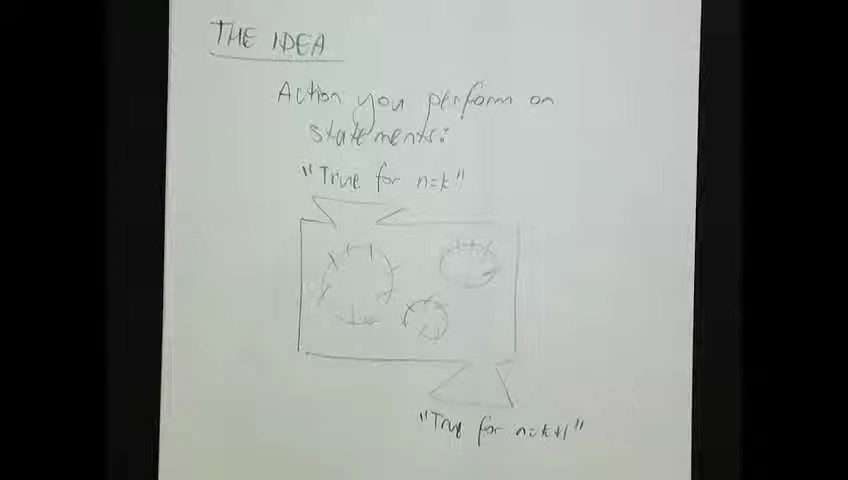 THE IDEA
Action you perform on
statements:
"True for n=k"
"True for n=k+1"